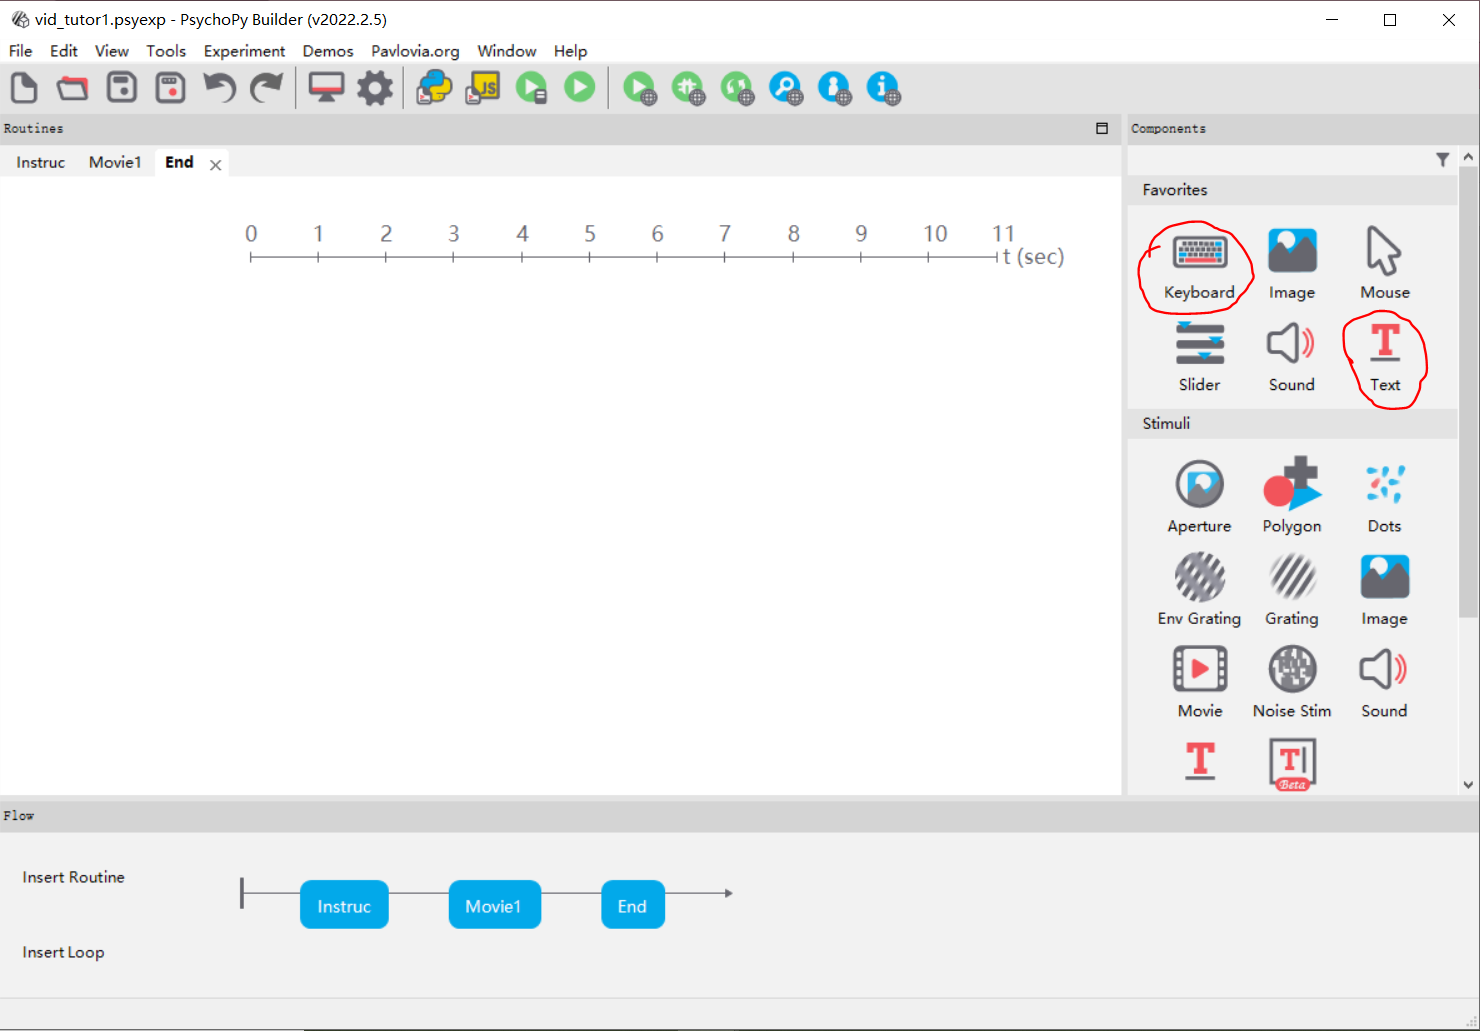 vid_tutor1.psyexp - PsychoPy Builder (v2022.2.5)
File Edit View Tools Experiment Demos Pavlovia.org Window Help
JS
Routines
Components
Instruc Movie1 End
Favorites
0 1 2 3 4 5 6 7 8 9 10 11
t (sec)
Keyboard Image Mouse
T
Slider Sound Text
Stimuli
Aperture Polygon Dots
Env Grating Grating Image
Movie Noise Stim Sound
T T
Beta
Flow
Insert Routine
Instruc Movie1 End
Insert Loop